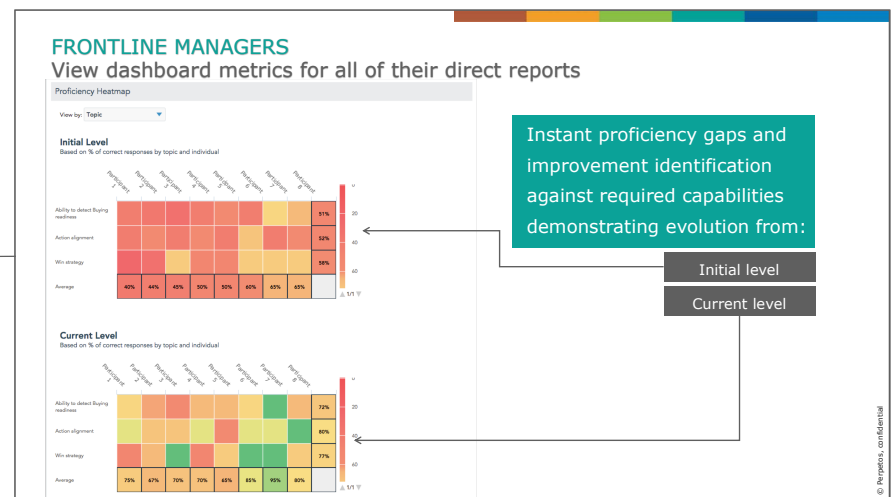 FRONTLINE MANAGERS
View dashboard metrics for all of their direct reports
Proficiency Heatmap
View by: Topic
Initial Level
Based on % of correct responses by topic and individual
Participant 1 Participant 2 Participant 3 Participant 4 Participant 5 Participant 6 Participant 7 Participant 8
Ability to detect Buying
readiness
51%
Action alignment
52%
Win strategy
58%
Average 40% 44% 45% 50% 50% 60% 65% 65%
0
20
40
60
1/1
Current Level
Based on % of correct responses by topic and individual
Participant 1 Participant 2 Participant 3 Participant 4 Participant 5 Participant 6 Participant 7 Participant 8
Ability to detect Buying
readiness
72%
Action alignment
80%
Win strategy
77%
Average 75% 67% 70% 70% 65% 85% 95% 80%
20
40
60
1/1
Instant proficiency gaps and
improvement identification
against required capabilities
demonstrating evolution from:
Initial level
Current level
© Perpetos, confidential